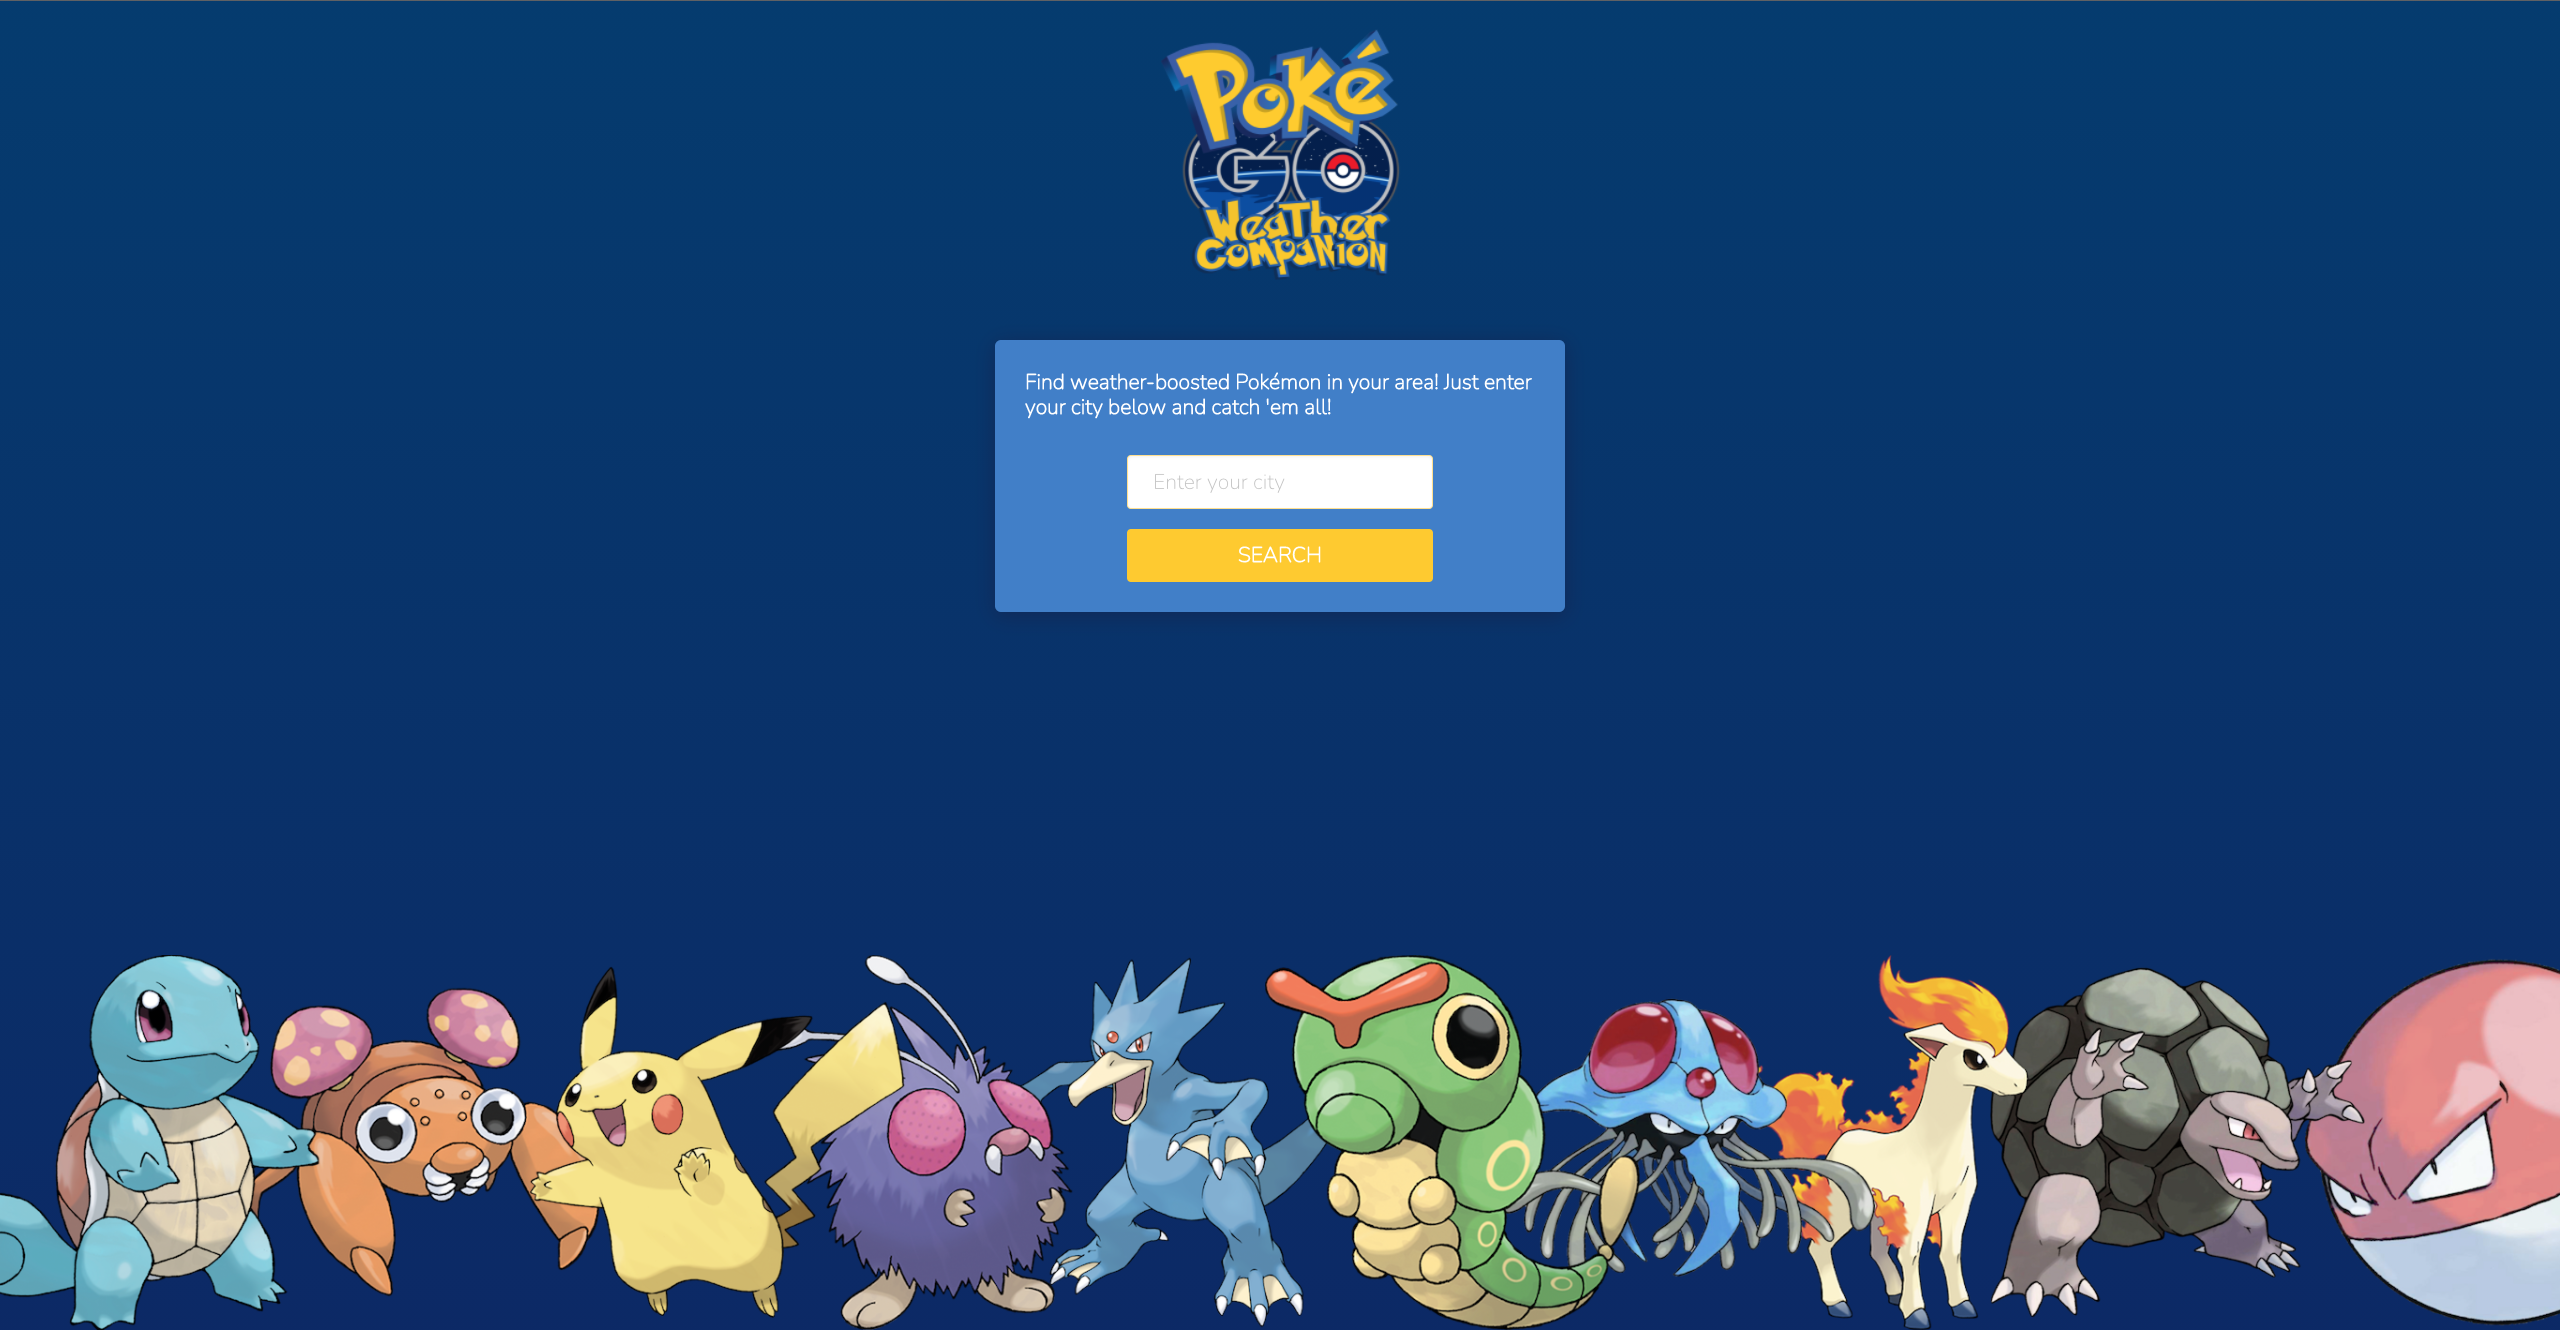 Poké
GO
Weather
Companion
Find weather-boosted Pokémon in your area! Just enter
your city below and catch 'em all!
Enter your city
SEARCH